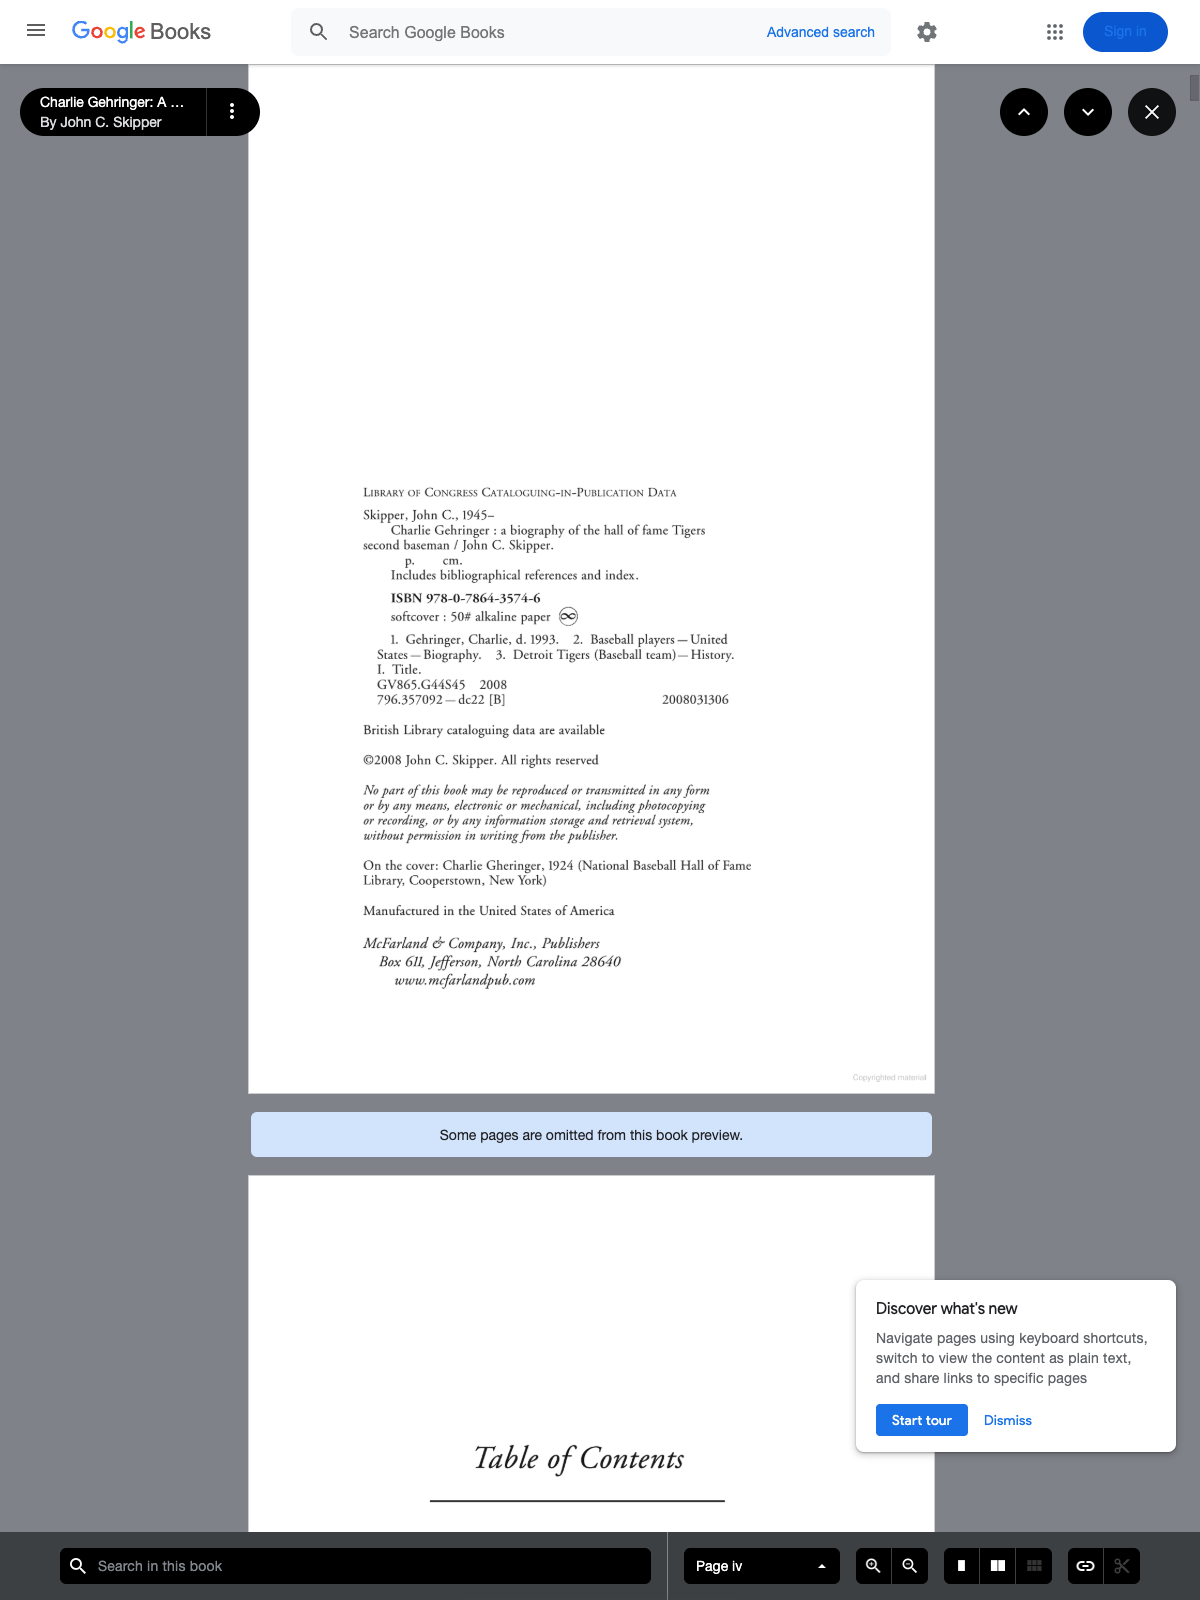 Google Books
Search Google Books
Advanced search
Sign in
Charlie Gehringer: A ...
By John C. Skipper
LIBRARY OF CONGRESS CATALOGUING-IN-PUBLICATION DATA
Skipper, John C., 1945–
Charlie Gehringer : a biography of the hall of fame Tigers
second baseman / John C. Skipper.
p. cm.
Includes bibliographical references and index.
ISBN 978-0-7864-3574-6
softcover : 50# alkaline paper ∞
1. Gehringer, Charlie, d. 1993. 2. Baseball players — United
States — Biography. 3. Detroit Tigers (Baseball team) — History.
I. Title.
GV865.G44S45 2008
796.357092 — dc22 [B] 2008031306
British Library cataloguing data are available
©2008 John C. Skipper. All rights reserved
No part of this book may be reproduced or transmitted in any form
or by any means, electronic or mechanical, including photocopying
or recording, or by any information storage and retrieval system,
without permission in writing from the publisher.
On the cover: Charlie Gheringer, 1924 (National Baseball Hall of Fame
Library, Cooperstown, New York)
Manufactured in the United States of America
McFarland & Company, Inc., Publishers
Box 611, Jefferson, North Carolina 28640
www.mcfarlandpub.com
Copyrighted material
Some pages are omitted from this book preview.
Table of Contents
Discover what's new
Navigate pages using keyboard shortcuts,
switch to view the content as plain text,
and share links to specific pages
Start tour Dismiss
Search in this book
Page iv